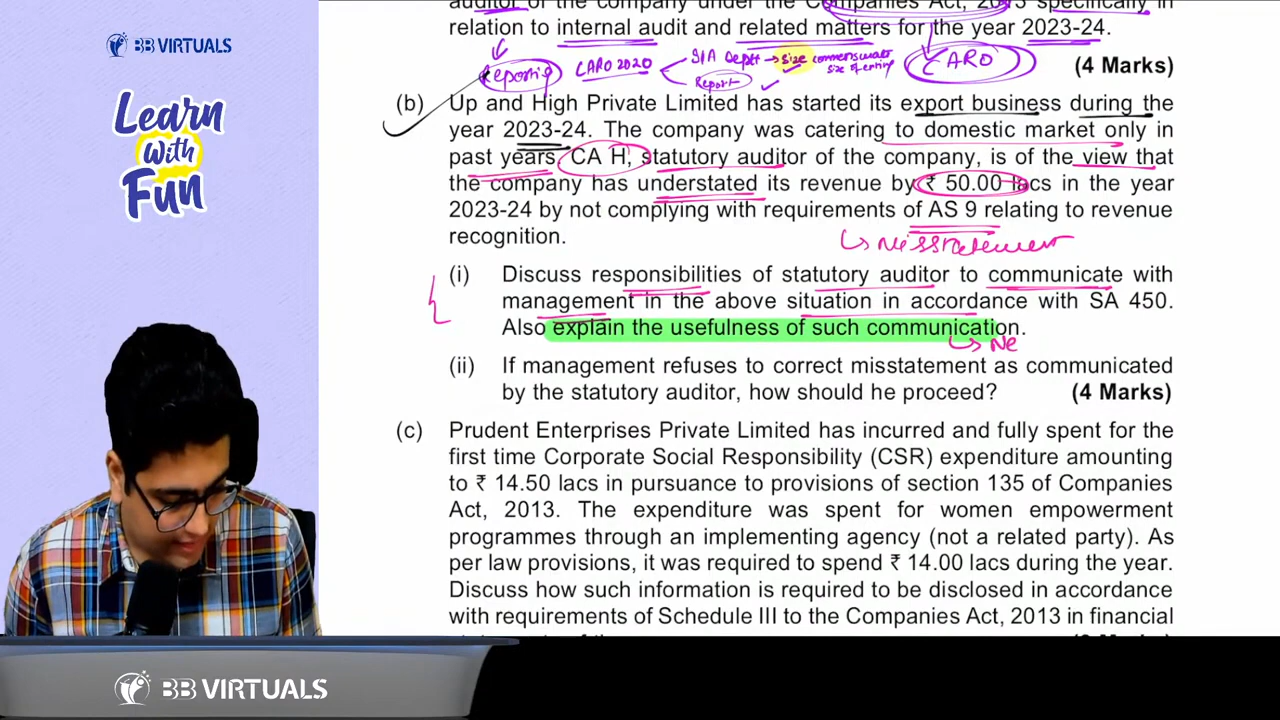 BB VIRTUALS
Learn
With
Fun
auditor of the company under the Companies Act, 2013 specifically in
relation to internal audit and related matters for the year 2023-24.
(4 Marks)
Reporting
CARO 2020
size
Report
CARO
(b) Up and High Private Limited has started its export business during the
year 2023-24. The company was catering to domestic market only in
past years. CA H, statutory auditor of the company, is of the view that
the company has understated its revenue by ₹ 50.00 lacs in the year
2023-24 by not complying with requirements of AS 9 relating to revenue
recognition.
Misstatement
(i) Discuss responsibilities of statutory auditor to communicate with
management in the above situation in accordance with SA 450.
Also explain the usefulness of such communication.
Ne
(ii) If management refuses to correct misstatement as communicated
by the statutory auditor, how should he proceed? (4 Marks)
(c) Prudent Enterprises Private Limited has incurred and fully spent for the
first time Corporate Social Responsibility (CSR) expenditure amounting
to ₹ 14.50 lacs in pursuance to provisions of section 135 of Companies
Act, 2013. The expenditure was spent for women empowerment
programmes through an implementing agency (not a related party). As
per law provisions, it was required to spend ₹ 14.00 lacs during the year.
Discuss how such information is required to be disclosed in accordance
with requirements of Schedule III to the Companies Act, 2013 in financial
BB VIRTUALS